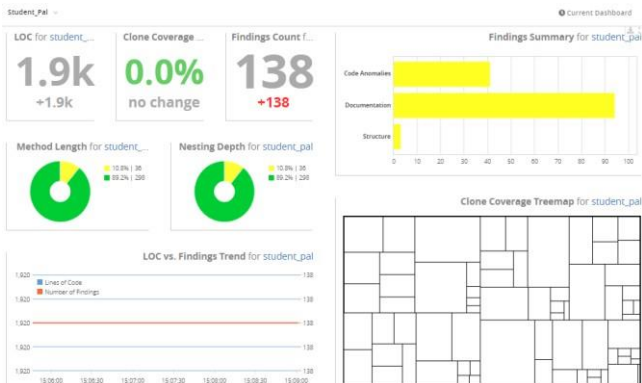 Student_Pal
Current Dashboard
LOC for student_...
1.9k
+1.9k
Clone Coverage ...
0.0%
no change
Findings Count f...
138
+138
Findings Summary for student_pal
Code Anomalies
Documentation
Structure
0 10 20 30 40 50 60 70 80 90 100
Method Length for student_...
10.8% | 36
89.2% | 298
Nesting Depth for student_pal
10.8% | 36
89.2% | 298
LOC vs. Findings Trend for student_pal
Lines of Code
Number of Findings
1,920 138
1,920 138
1,920 138
1,920 138
1,920 138
15:06:00 15:06:30 15:07:00 15:07:30 15:08:00 15:08:30 15:09:00
Clone Coverage Treemap for student_pal